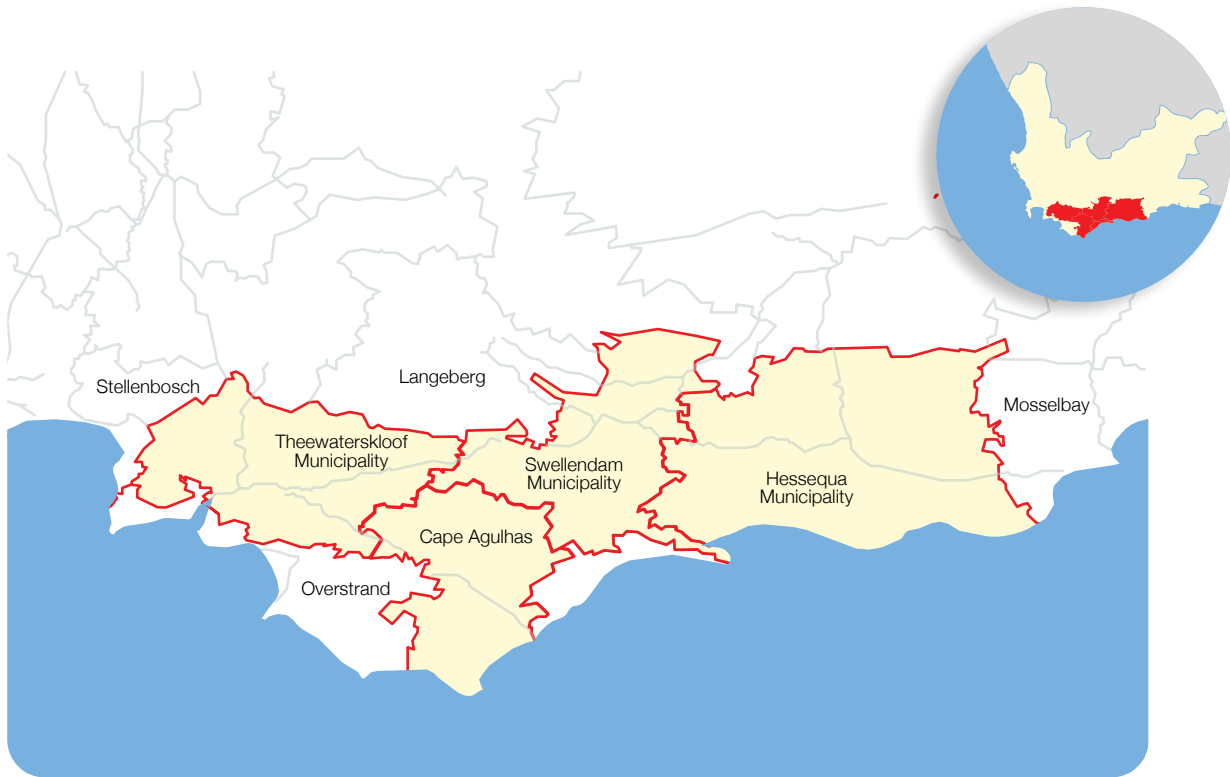 Stellenbosch
Langeberg
Mosselbay
Theewaterskloof
Municipality
Swellendam
Municipality
Hessequa
Municipality
Cape Agulhas
Overstrand